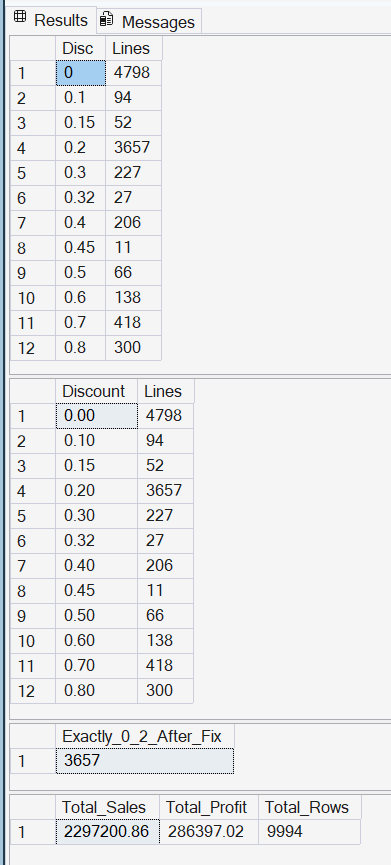 Results Messages
Disc Lines
1 0 4798
2 0.1 94
3 0.15 52
4 0.2 3657
5 0.3 227
6 0.32 27
7 0.4 206
8 0.45 11
9 0.5 66
10 0.6 138
11 0.7 418
12 0.8 300
Discount Lines
1 0.00 4798
2 0.10 94
3 0.15 52
4 0.20 3657
5 0.30 227
6 0.32 27
7 0.40 206
8 0.45 11
9 0.50 66
10 0.60 138
11 0.70 418
12 0.80 300
Exactly_0_2_After_Fix
1 3657
Total_Sales Total_Profit Total_Rows
1 2297200.86 286397.02 9994